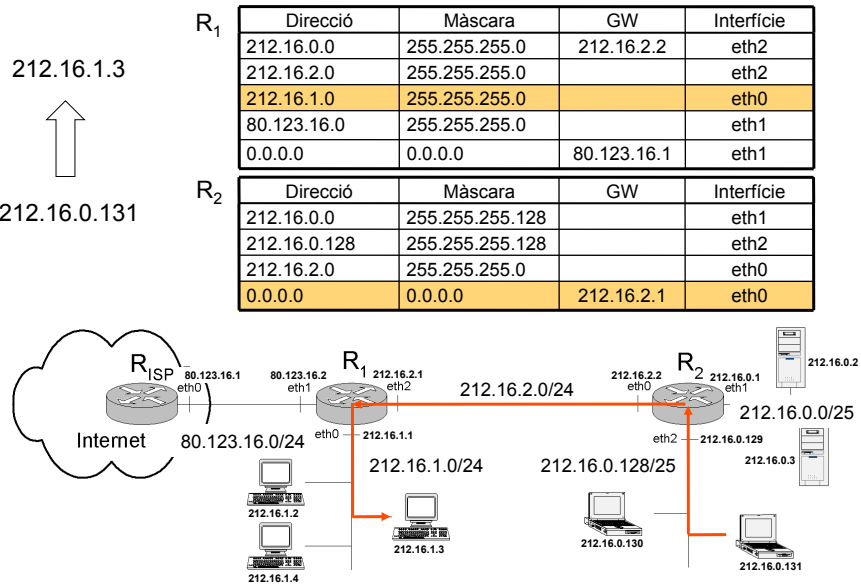 R1
Direcció Màscara GW Interfície
212.16.0.0 255.255.255.0 212.16.2.2 eth2
212.16.2.0 255.255.255.0 eth2
212.16.1.0 255.255.255.0 eth0
80.123.16.0 255.255.255.0 eth1
0.0.0.0 0.0.0.0 80.123.16.1 eth1
212.16.1.3
212.16.0.131
R2
Direcció Màscara GW Interfície
212.16.0.0 255.255.255.128 eth1
212.16.0.128 255.255.255.128 eth2
212.16.2.0 255.255.255.0 eth0
0.0.0.0 0.0.0.0 212.16.2.1 eth0
RISP
80.123.16.1
eth0
Internet
80.123.16.0/24
80.123.16.2
eth1
R1
212.16.2.1
eth2
eth0
212.16.1.1
212.16.2.0/24
212.16.2.2
eth0
R2
212.16.0.1
eth1
212.16.0.2
212.16.0.0/25
212.16.0.3
eth2
212.16.0.129
212.16.1.0/24
212.16.0.128/25
212.16.1.2
212.16.1.3
212.16.1.4
212.16.0.130
212.16.0.131